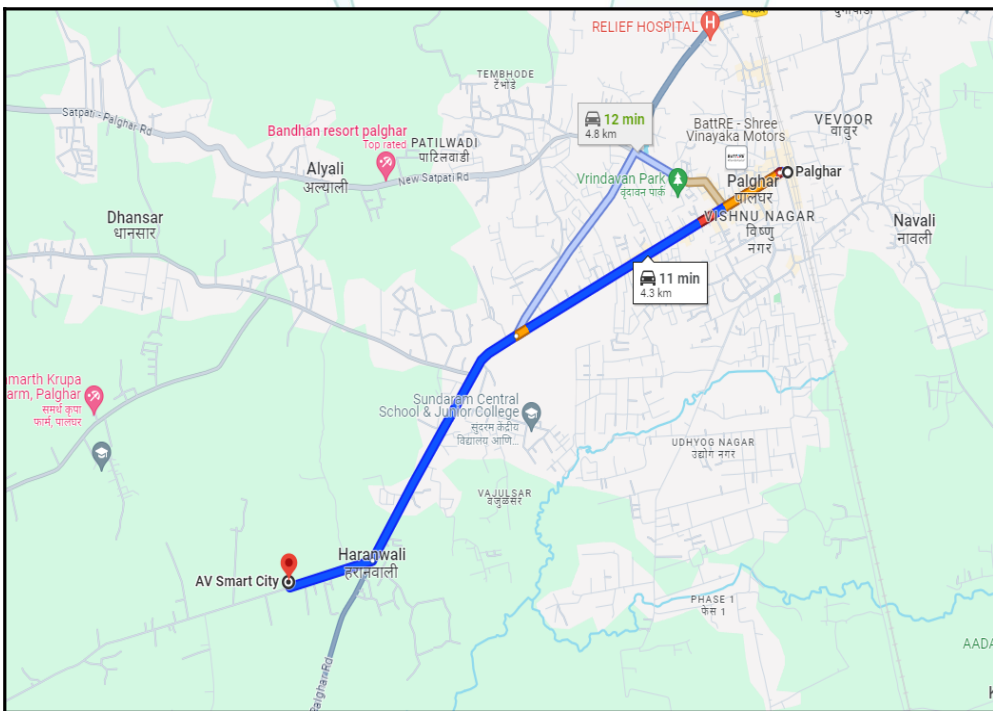 RELIEF HOSPITAL
H
TEMBHODE
टेंभोडे
Satpati - Palghar Rd
12 min
4.8 km
BattRE - Shree
Vinayaka Motors
VEVOOR
वावुर
Bandhan resort palghar
Top rated
PATILWADI
पाटिलवाडी
Alyali
अल्याली
New Satpati Rd
Vrindavan Park
वृंदावन पार्क
Palghar
Palghar
पालघर
Dhansar
धानसार
VISHNU NAGAR
विष्णु
नगर
Navali
नावली
11 min
4.3 km
marth Krupa
arm, Palghar
समर्थ कृपा
फार्म, पालघर
Sundaram Central
School & Junior College
सुंदरम केंद्रीय
विद्यालय आणि...
UDHYOG NAGAR
उद्योग नगर
VAJULSAR
वजुळसर
Haranwali
हरानवाली
AV Smart City
PHASE 1
फेस 1
AADA
Palghar Rd
K